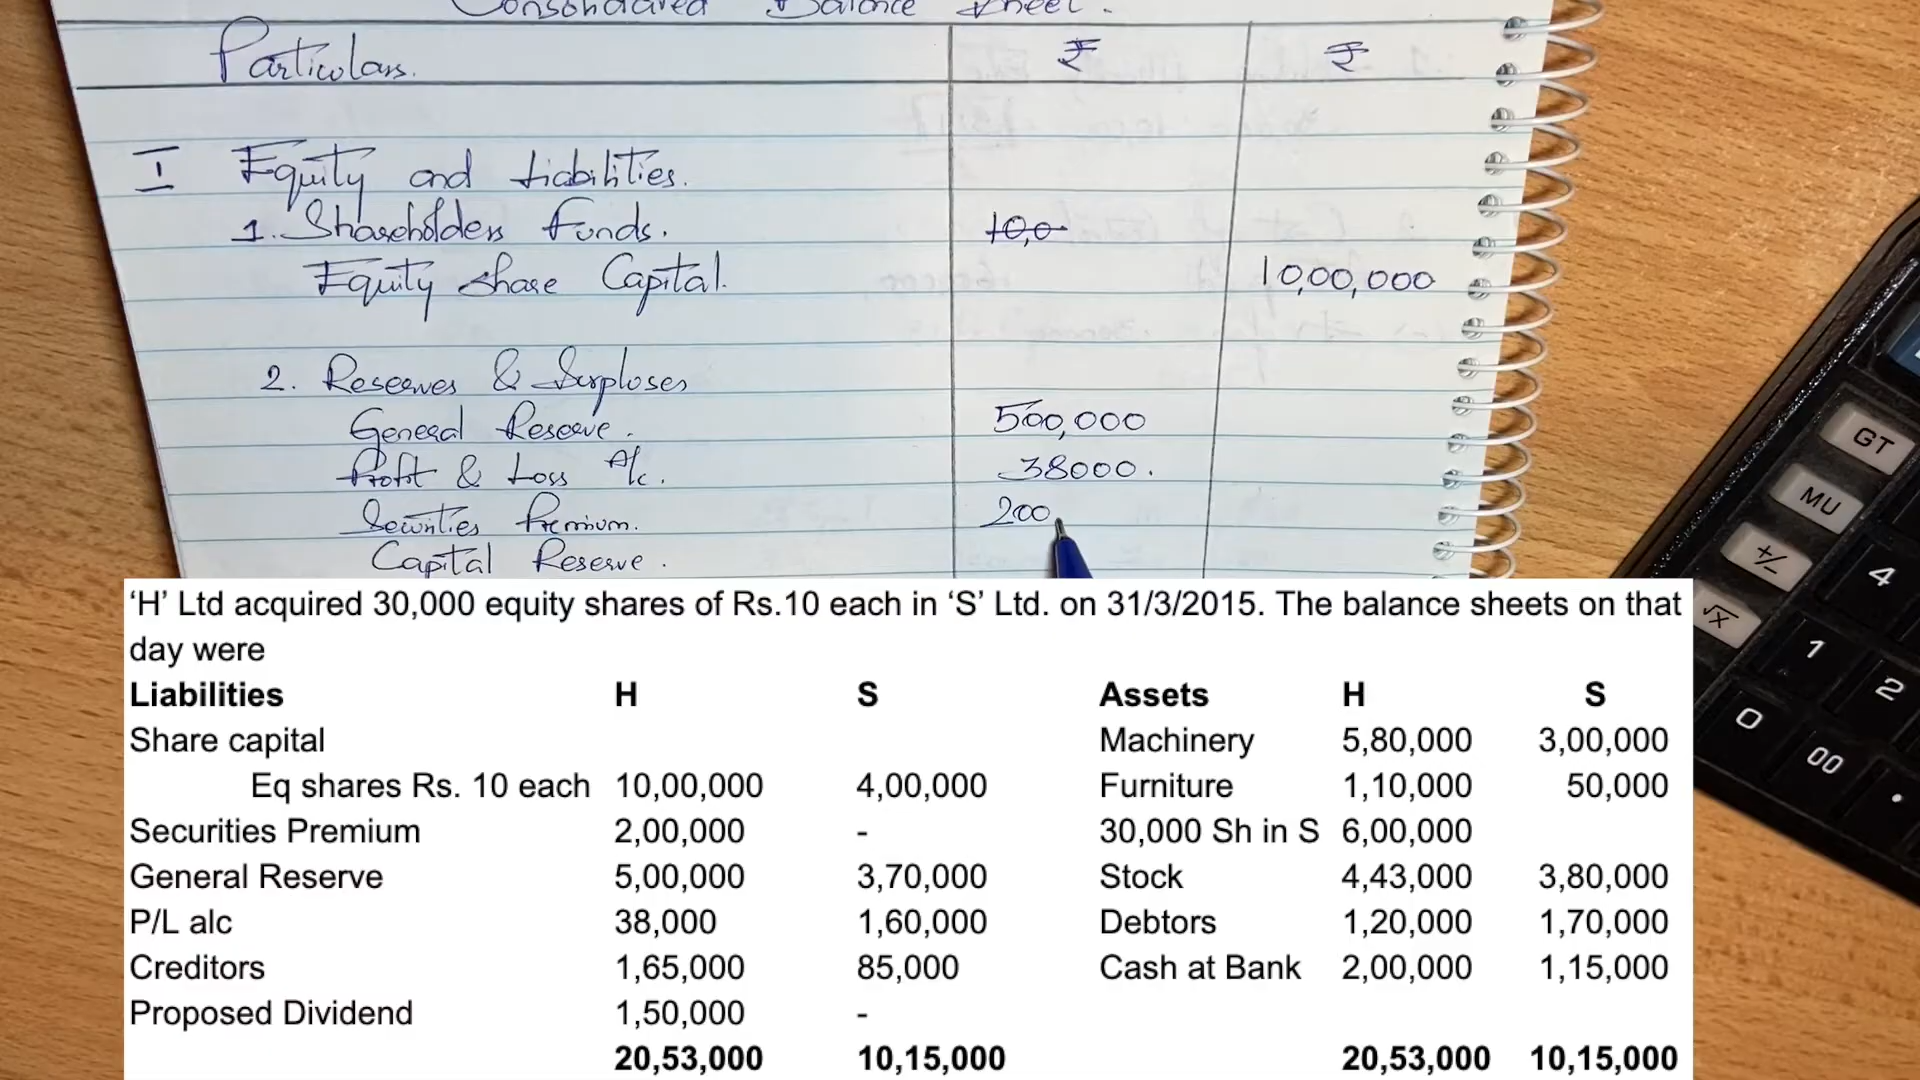 Consolidated Balance Sheet.
Particulars. ₹ ₹
I Equity and Liabilities.
1. Shareholders Funds. 10,0
Equity Share Capital. 10,00,000
2. Reserves & Surpluses
General Reserve. 500,000
Profit & Loss A/c. 38000.
Securities Premium. 200
Capital Reserve.
‘H’ Ltd acquired 30,000 equity shares of Rs.10 each in ‘S’ Ltd. on 31/3/2015. The balance sheets on that
day were
Liabilities H S Assets H S
Share capital Machinery 5,80,000 3,00,000
Eq shares Rs. 10 each 10,00,000 4,00,000 Furniture 1,10,000 50,000
Securities Premium 2,00,000 - 30,000 Sh in S 6,00,000
General Reserve 5,00,000 3,70,000 Stock 4,43,000 3,80,000
P/L alc 38,000 1,60,000 Debtors 1,20,000 1,70,000
Creditors 1,65,000 85,000 Cash at Bank 2,00,000 1,15,000
Proposed Dividend 1,50,000 -
20,53,000 10,15,000 20,53,000 10,15,000
GT
MU
+/-
√x
4
1
2
0
00
.